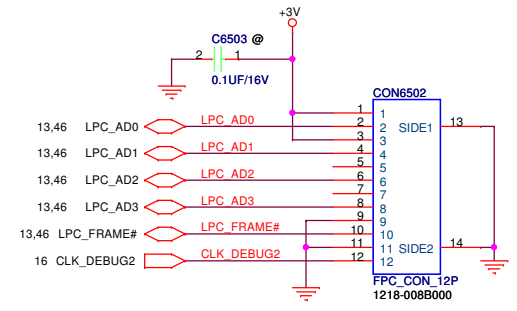 +3V
C6503 @
2 1
0.1UF/16V
CON6502
1 1
13,46 LPC_AD0 LPC_AD0 2 2 SIDE1 13
3 3
13,46 LPC_AD1 LPC_AD1 4 4
5 5
13,46 LPC_AD2 LPC_AD2 6 6
7 7
13,46 LPC_AD3 LPC_AD3 8 8
9 9
13,46 LPC_FRAME# LPC_FRAME# 10 10
11 11 SIDE2 14
16 CLK_DEBUG2 CLK_DEBUG2 12 12
FPC_CON_12P
1218-008B000